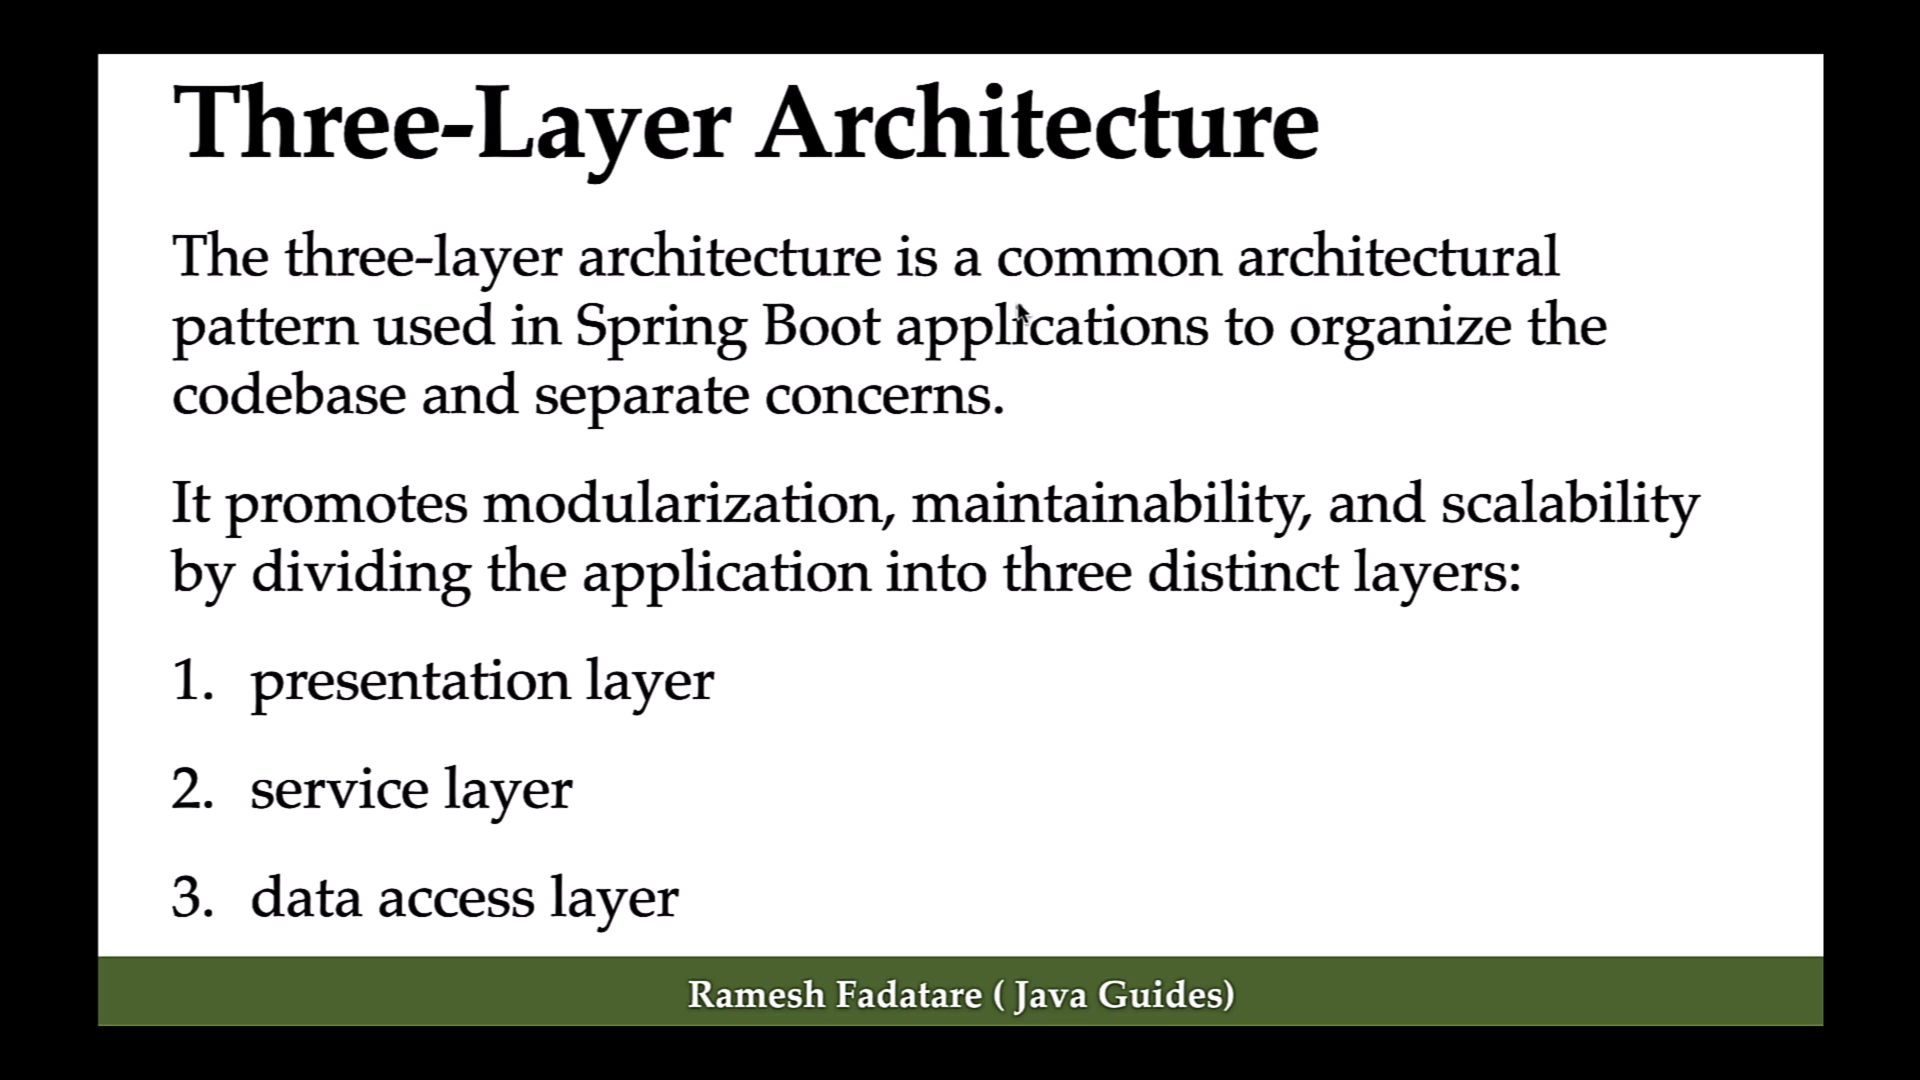 Three-Layer Architecture
The three-layer architecture is a common architectural
pattern used in Spring Boot applications to organize the
codebase and separate concerns.
It promotes modularization, maintainability, and scalability
by dividing the application into three distinct layers:
1. presentation layer
2. service layer
3. data access layer
Ramesh Fadatare ( Java Guides)